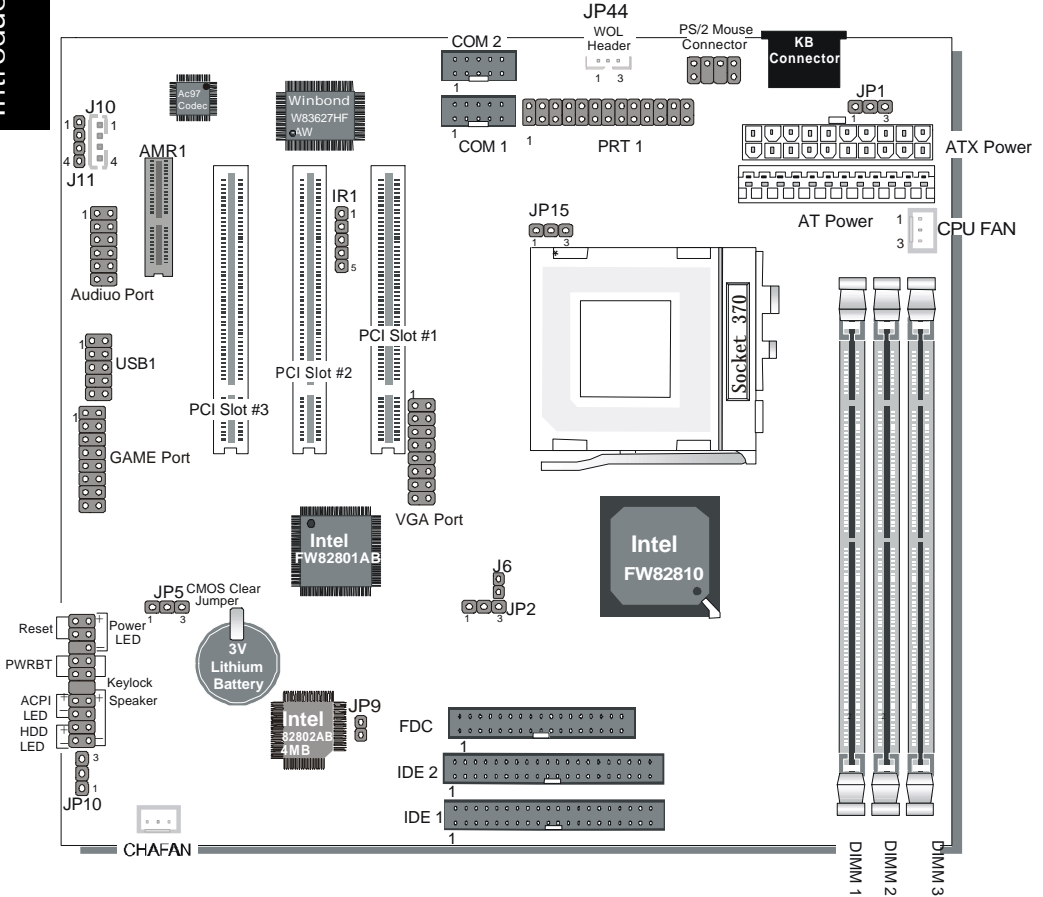 JP44
WOL
Header
1 3
PS/2 Mouse
Connector
KB
Connector
COM 2
1
COM 1
1
PRT 1
JP1
1 3
ATX Power
AT Power
1
3
CPU FAN
Ac97
Codec
Winbond
W83627HF
AW
J10
1
1
4
4
J11
AMR1
IR1
1
5
JP15
1 3
1
Audiuo Port
Socket 370
PCI Slot #1
PCI Slot #2
PCI Slot #3
1
USB1
1
GAME Port
1
VGA Port
Intel
FW82801AB
Intel
FW82810
J6
JP2
1 3
JP5
CMOS Clear
Jumper
1 3
3V
Lithium
Battery
Reset
+
Power
LED
-
PWRBT
Keylock
ACPI
LED
+
-
+
Speaker
HDD
LED
+
-
-
3
1
JP10
Intel
82802AB
4MB
JP9
FDC
1
IDE 2
1
IDE 1
1
CHAFAN
DIMM 1
DIMM 2
DIMM 3